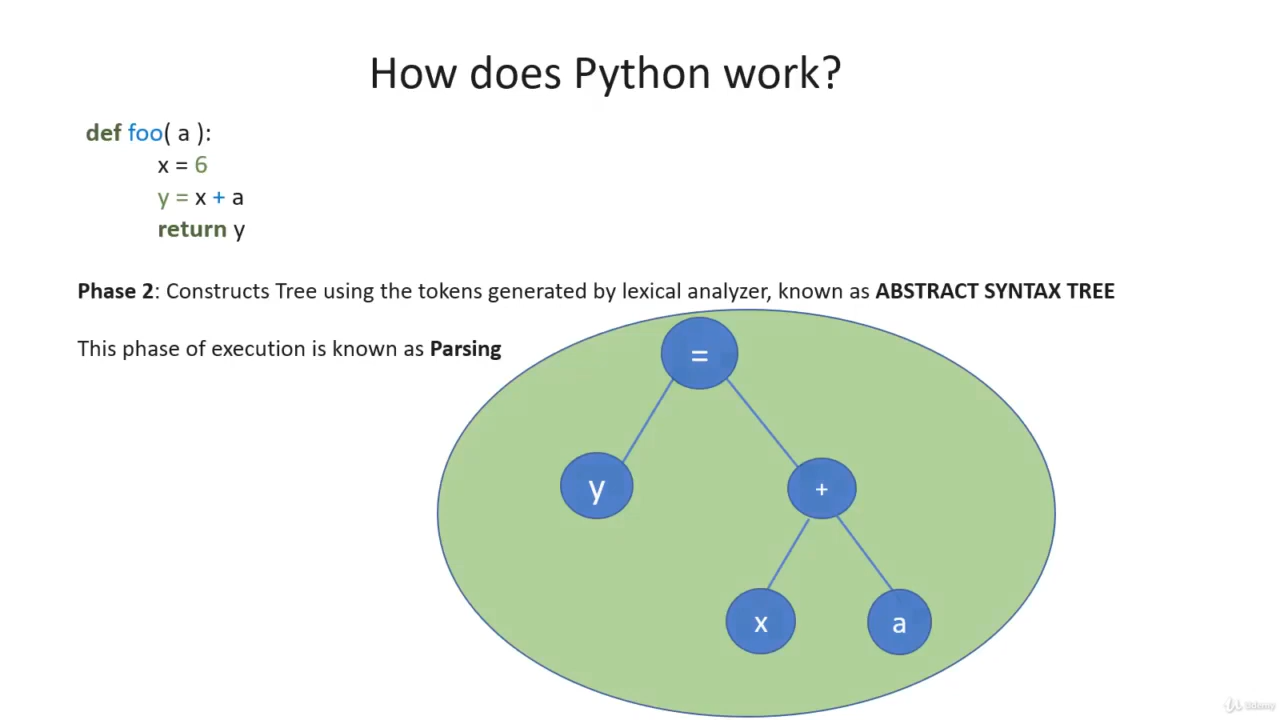 How does Python work?
def foo( a ):
x = 6
y = x + a
return y
Phase 2: Constructs Tree using the tokens generated by lexical analyzer, known as ABSTRACT SYNTAX TREE
This phase of execution is known as Parsing
=
y
+
x
a
Udemy